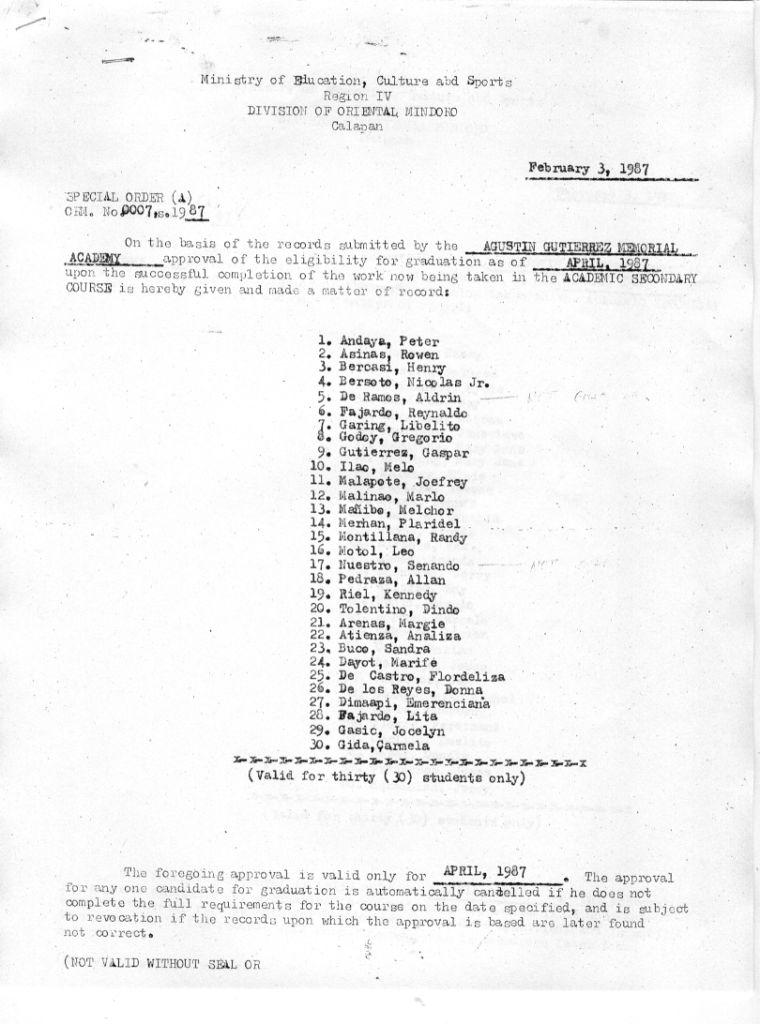 Ministry of Education, Culture abd Sports
Region IV
DIVISION OF ORIENTAL MINDORO
Calapan
February 3, 1987
SPECIAL ORDER (A)
ORM. No. 0007, s. 1987
On the basis of the records submitted by the AGUSTIN GUTIERREZ MEMORIAL
ACADEMY approval of the eligibility for graduation as of APRIL, 1987
upon the successful completion of the work now being taken in the ACADEMIC SECONDARY
COURSE is hereby given and made a matter of record:
1. Andaya, Peter
2. Asinas, Rowen
3. Bercasi, Henry
4. Bersoto, Nicolas Jr.
5. De Ramos, Aldrin
6. Fajardo, Reynaldo
7. Garing, Libelito
8. Godoy, Gregorio
9. Gutierrez, Gaspar
10. Ilao, Melo
11. Malapote, Joefrey
12. Malinao, Marlo
13. Mañibo, Melchor
14. Merhan, Plaridel
15. Montillana, Randy
16. Motol, Leo
17. Nuestro, Senando
18. Pedraza, Allan
19. Riel, Kennedy
20. Tolentino, Dindo
21. Arenas, Margie
22. Atienza, Analiza
23. Buco, Sandra
24. Dayot, Marife
25. De Castro, Flordeliza
26. De los Reyes, Donna
27. Dimaapi, Emerenciana
28. Fajardo, Lita
29. Gasic, Jocelyn
30. Gida, Carmela
x-x-x-x-x-x-x-x-x-x-x-x-x-x-x-x-x-x-x-x-x-x-x-x
(Valid for thirty (30) students only)
The foregoing approval is valid only for APRIL, 1987. The approval
for any one candidate for graduation is automatically cancelled if he does not
complete the full requirements for the course on the date specified, and is subject
to revocation if the records upon which the approval is based are later found
not correct.
(NOT VALID WITHOUT SEAL OR